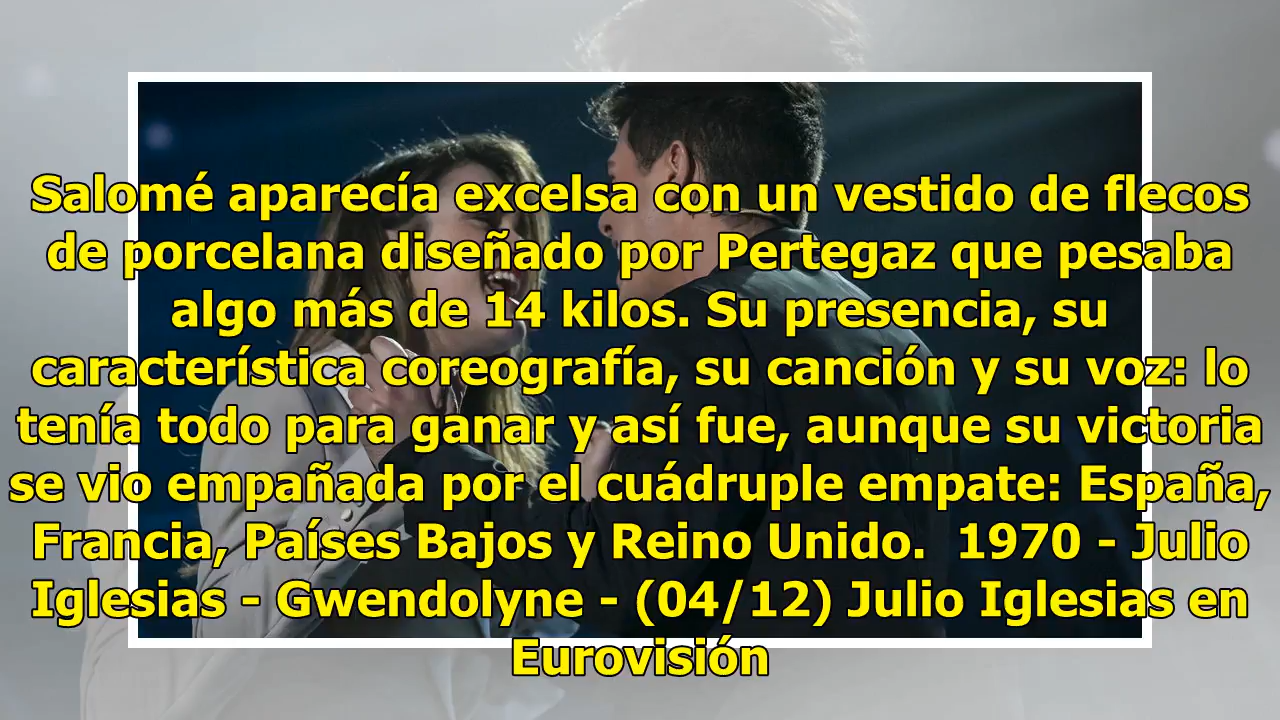 Salomé aparecía excelsa con un vestido de flecos
de porcelana diseñado por Pertegaz que pesaba
algo más de 14 kilos. Su presencia, su
característica coreografía, su canción y su voz: lo
tenía todo para ganar y así fue, aunque su victoria
se vio empañada por el cuádruple empate: España,
Francia, Países Bajos y Reino Unido.  1970 - Julio
Iglesias - Gwendolyne - (04/12) Julio Iglesias en
Eurovisión